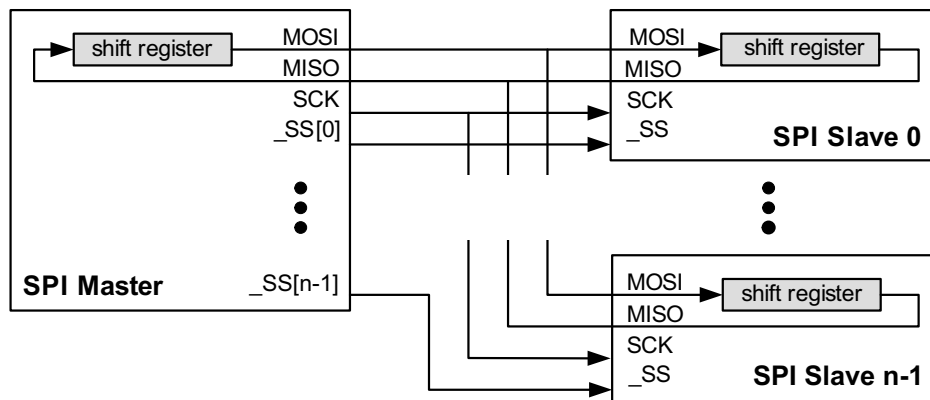 shift register
MOSI
MISO
SCK
_SS[0]
_SS[n-1]
SPI Master
MOSI
shift register
MISO
SCK
_SS
SPI Slave 0
MOSI
shift register
MISO
SCK
_SS
SPI Slave n-1